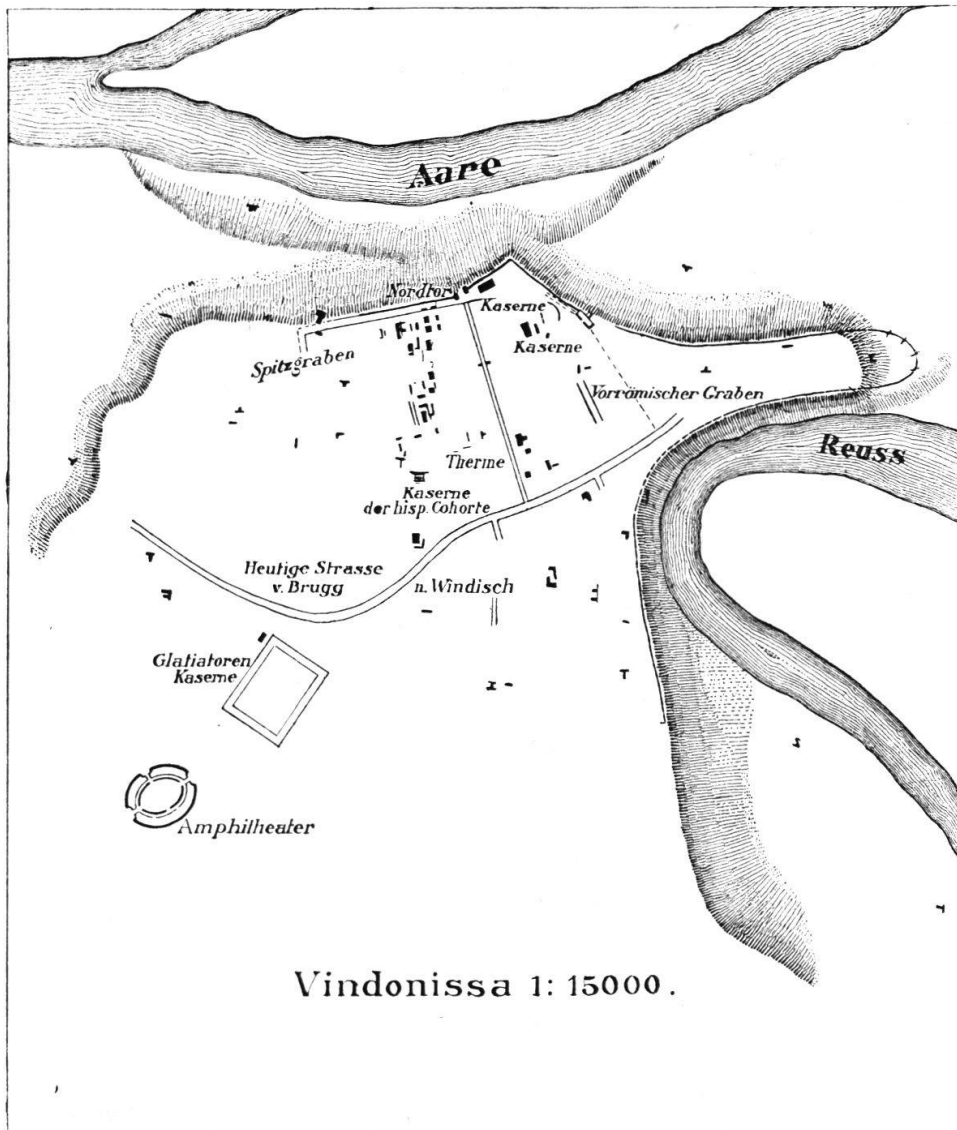 Aare
Nordtor
Kaserne
Kaserne
Spitzgraben
Vorrömischer Graben
Reuss
Therme
Kaserne
der hisp. Cohorte
Heutige Strasse
v. Brugg n. Windisch
Glatiatoren
Kaserne
Amphitheater
Vindonissa 1: 15000.